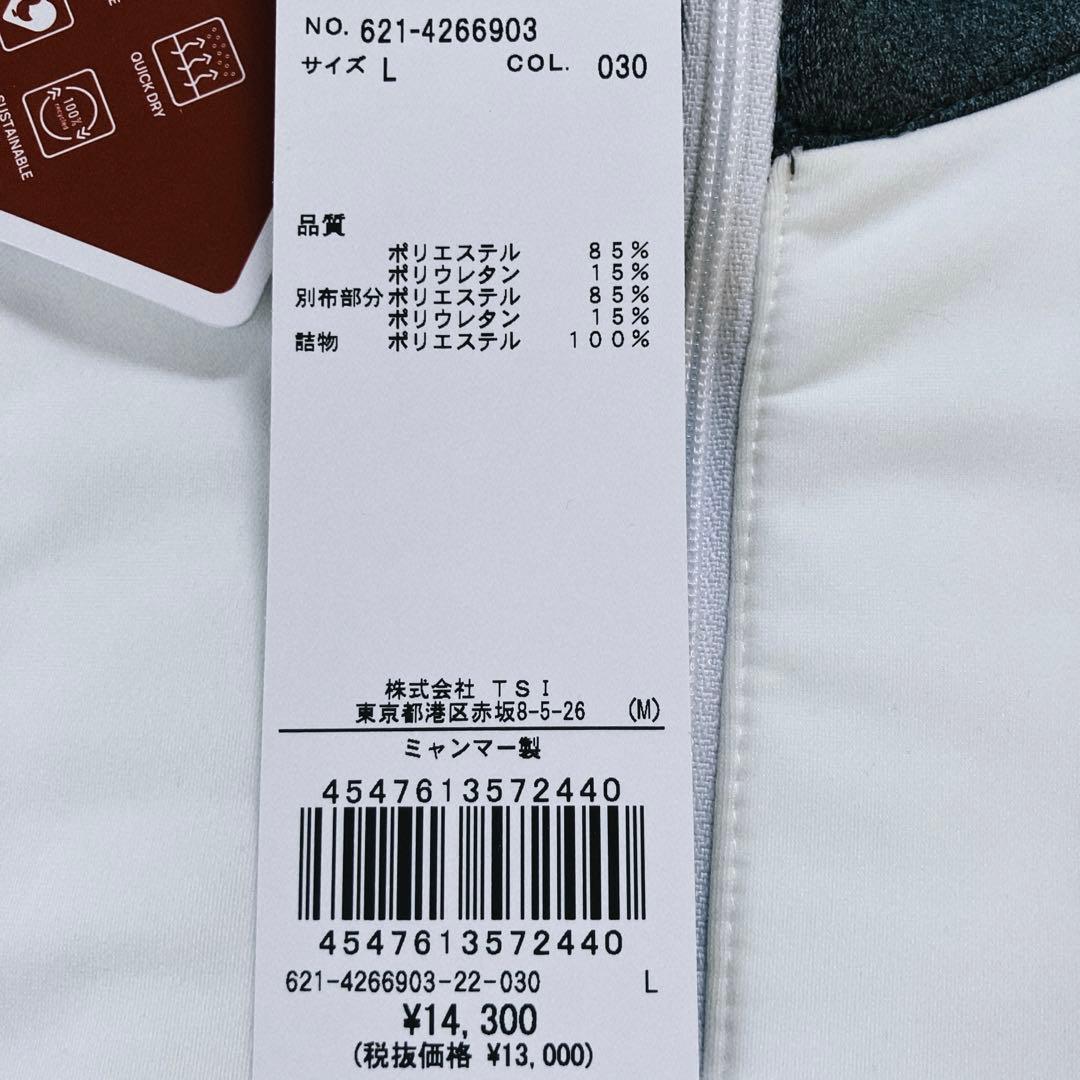 QUICK DRY
100%
recycled
SUSTAINABLE
NO. 621-4266903
サイズ L COL. 030
品質
ポリエステル 85%
ポリウレタン 15%
別布部分 ポリエステル 85%
ポリウレタン 15%
詰物 ポリエステル 100%
株式会社 TSI
東京都港区赤坂8-5-26 (M)
ミャンマー製
4547613572440
4547613572440
621-4266903-22-030 L
¥14,300
(税抜価格 ¥13,000)